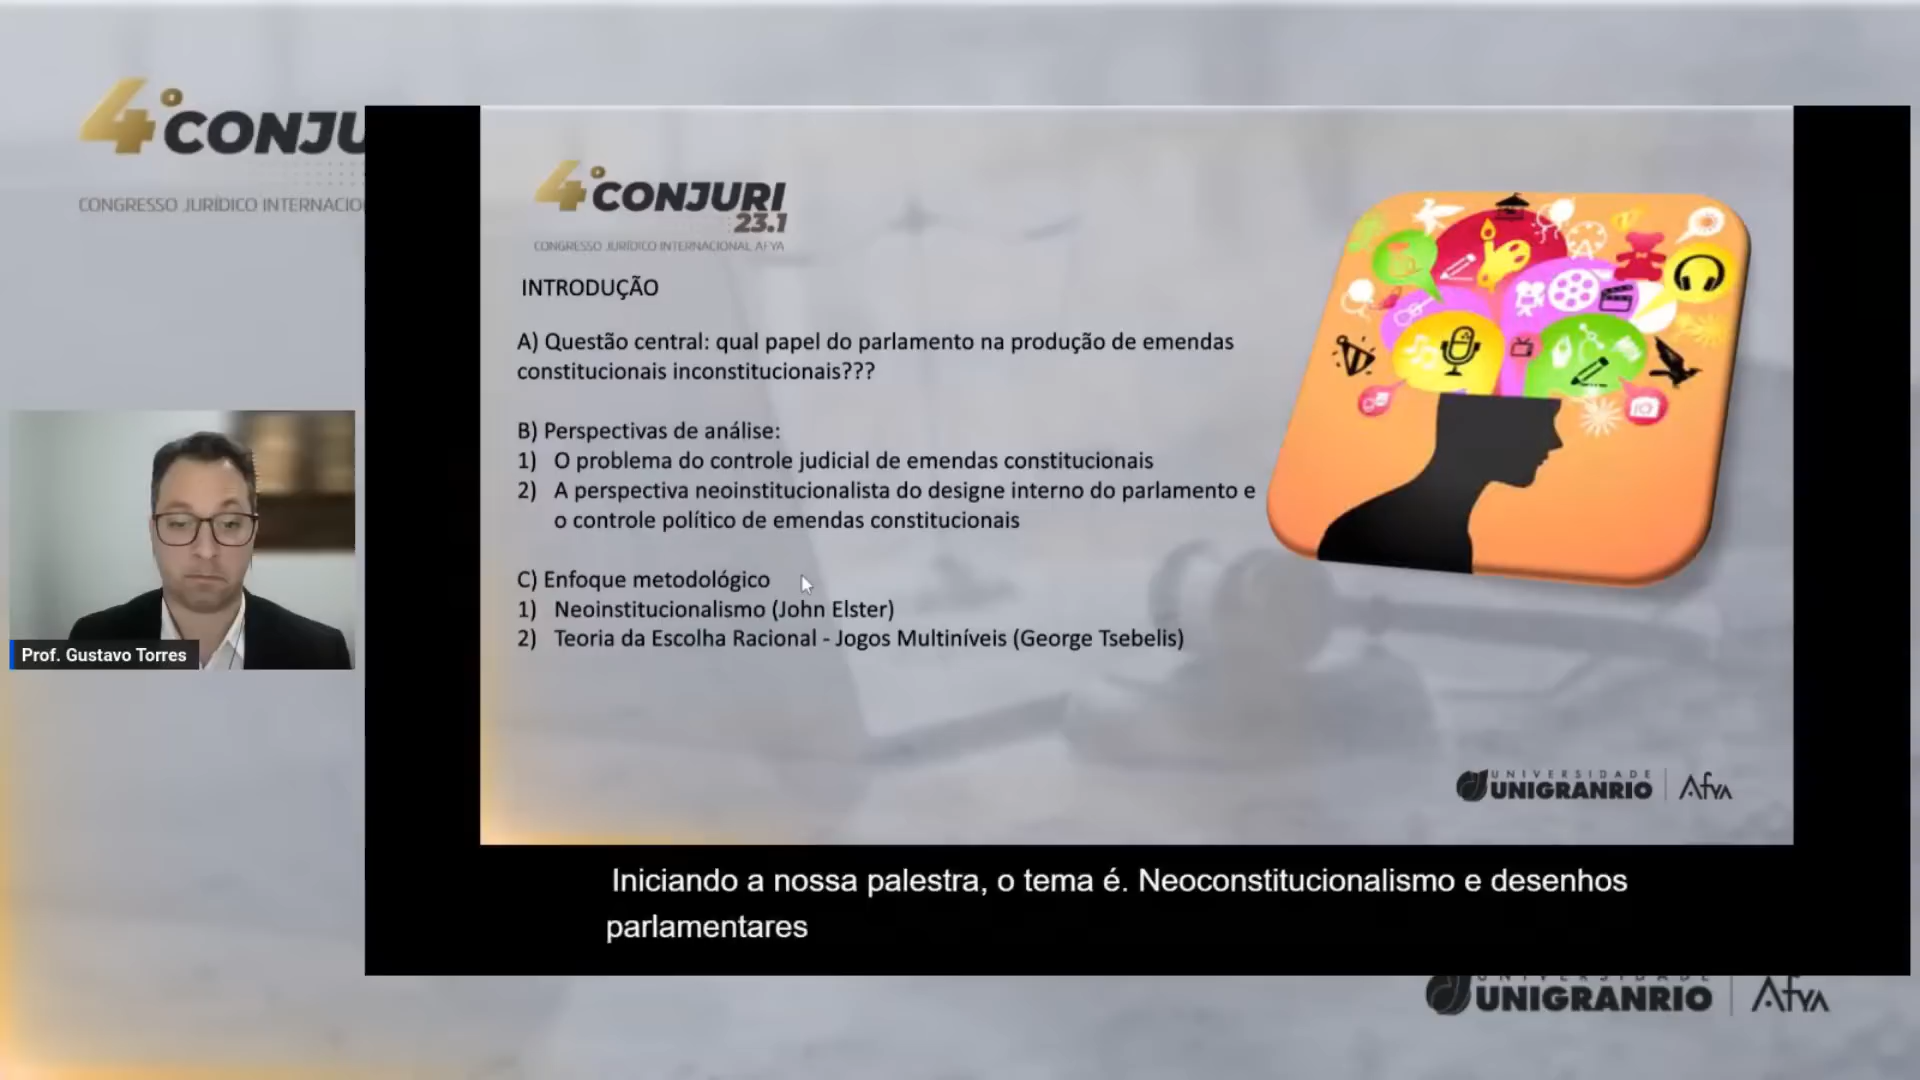 4º CONJU
CONGRESSO JURÍDICO INTERNACIO
4º CONJURI
23.1
CONGRESSO JURÍDICO INTERNACIONAL AFYA
INTRODUÇÃO
A) Questão central: qual papel do parlamento na produção de emendas
constitucionais inconstitucionais???
B) Perspectivas de análise:
1) O problema do controle judicial de emendas constitucionais
2) A perspectiva neoinstitucionalista do designe interno do parlamento e
o controle político de emendas constitucionais
C) Enfoque metodológico
1) Neoinstitucionalismo (John Elster)
2) Teoria da Escolha Racional - Jogos Multiníveis (George Tsebelis)
Prof. Gustavo Torres
UNIVERSIDADE
UNIGRANRIO | Afya
Iniciando a nossa palestra, o tema é. Neoconstitucionalismo e desenhos
parlamentares
UNIVERSIDADE
UNIGRANRIO | Afya